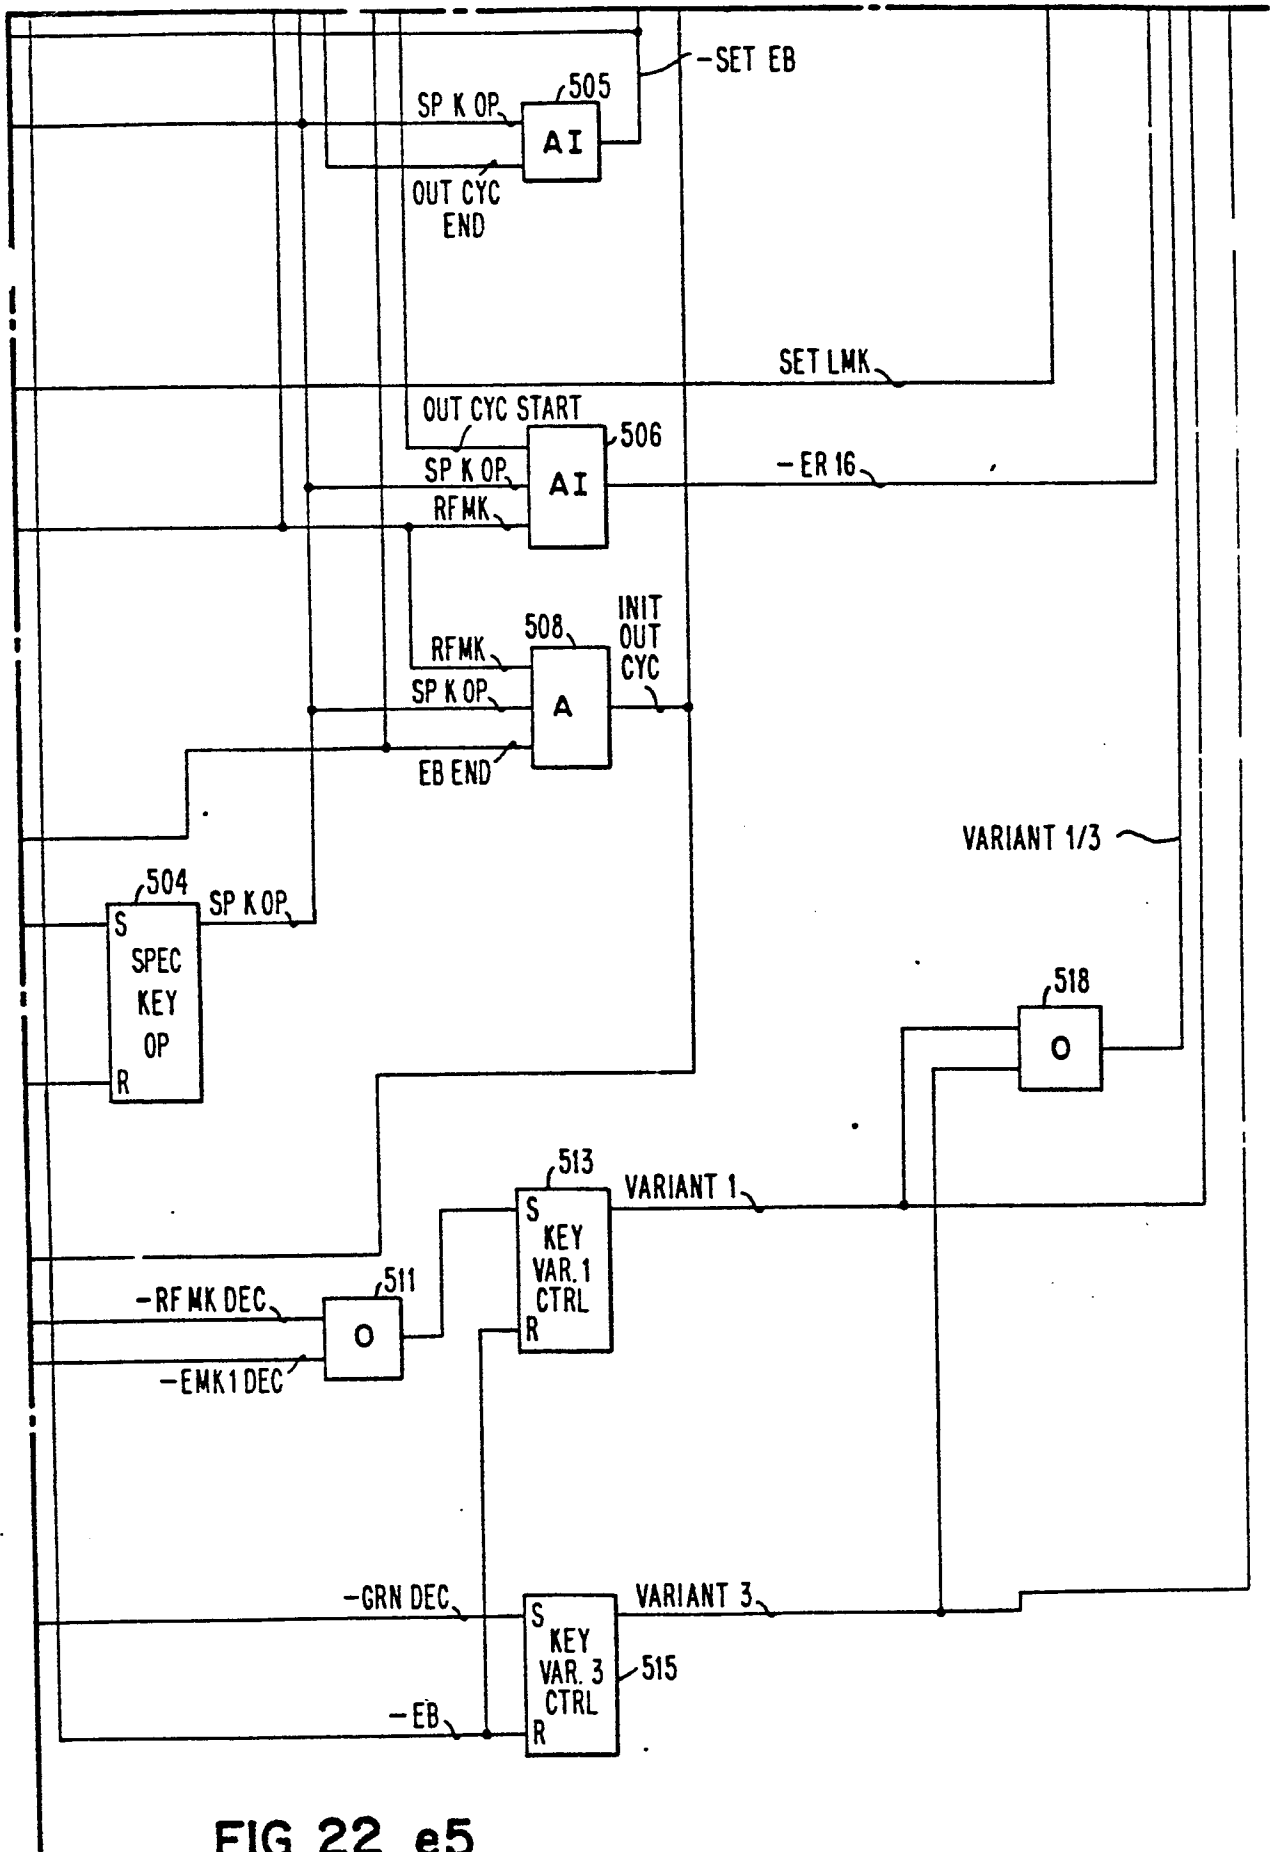 -SET EB
505
SP K OP
AI
OUT CYC
END
SET LMK
OUT CYC START
506
SP K OP
AI
-ER 16
RFMK
INIT
OUT
CYC
508
RFMK
SP K OP
A
EB END
VARIANT 1/3
504
SP K OP
S
SPEC
KEY
OP
R
518
O
513
VARIANT 1
S
KEY
VAR. 1
CTRL
R
511
-RFMK DEC
O
-EMK1 DEC
-GRN DEC
VARIANT 3
S
KEY
VAR. 3
CTRL
515
-EB
R
FIG 22 e5